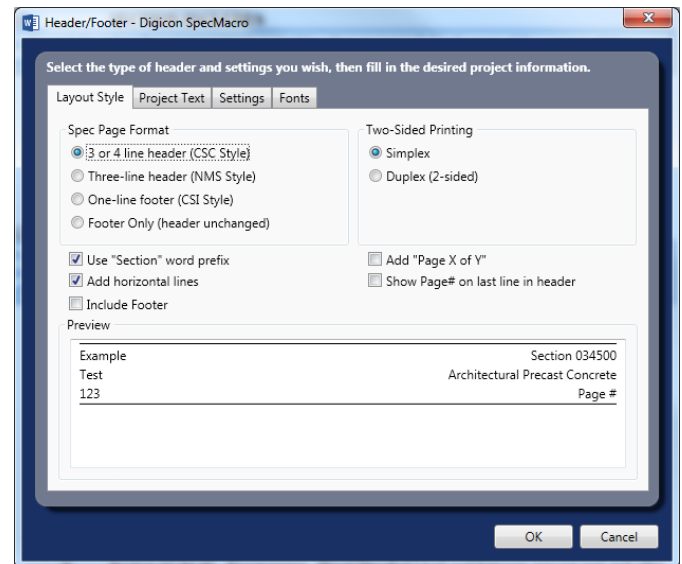 Header/Footer - Digicon SpecMacro
Select the type of header and settings you wish, then fill in the desired project information.
Layout Style Project Text Settings Fonts
Spec Page Format Two-Sided Printing
3 or 4 line header (CSC Style) Simplex
Three-line header (NMS Style) Duplex (2-sided)
One-line footer (CSI Style)
Footer Only (header unchanged)
Use "Section" word prefix Add "Page X of Y"
Add horizontal lines Show Page# on last line in header
Include Footer
Preview
Example Section 034500
Test Architectural Precast Concrete
123 Page #
OK Cancel